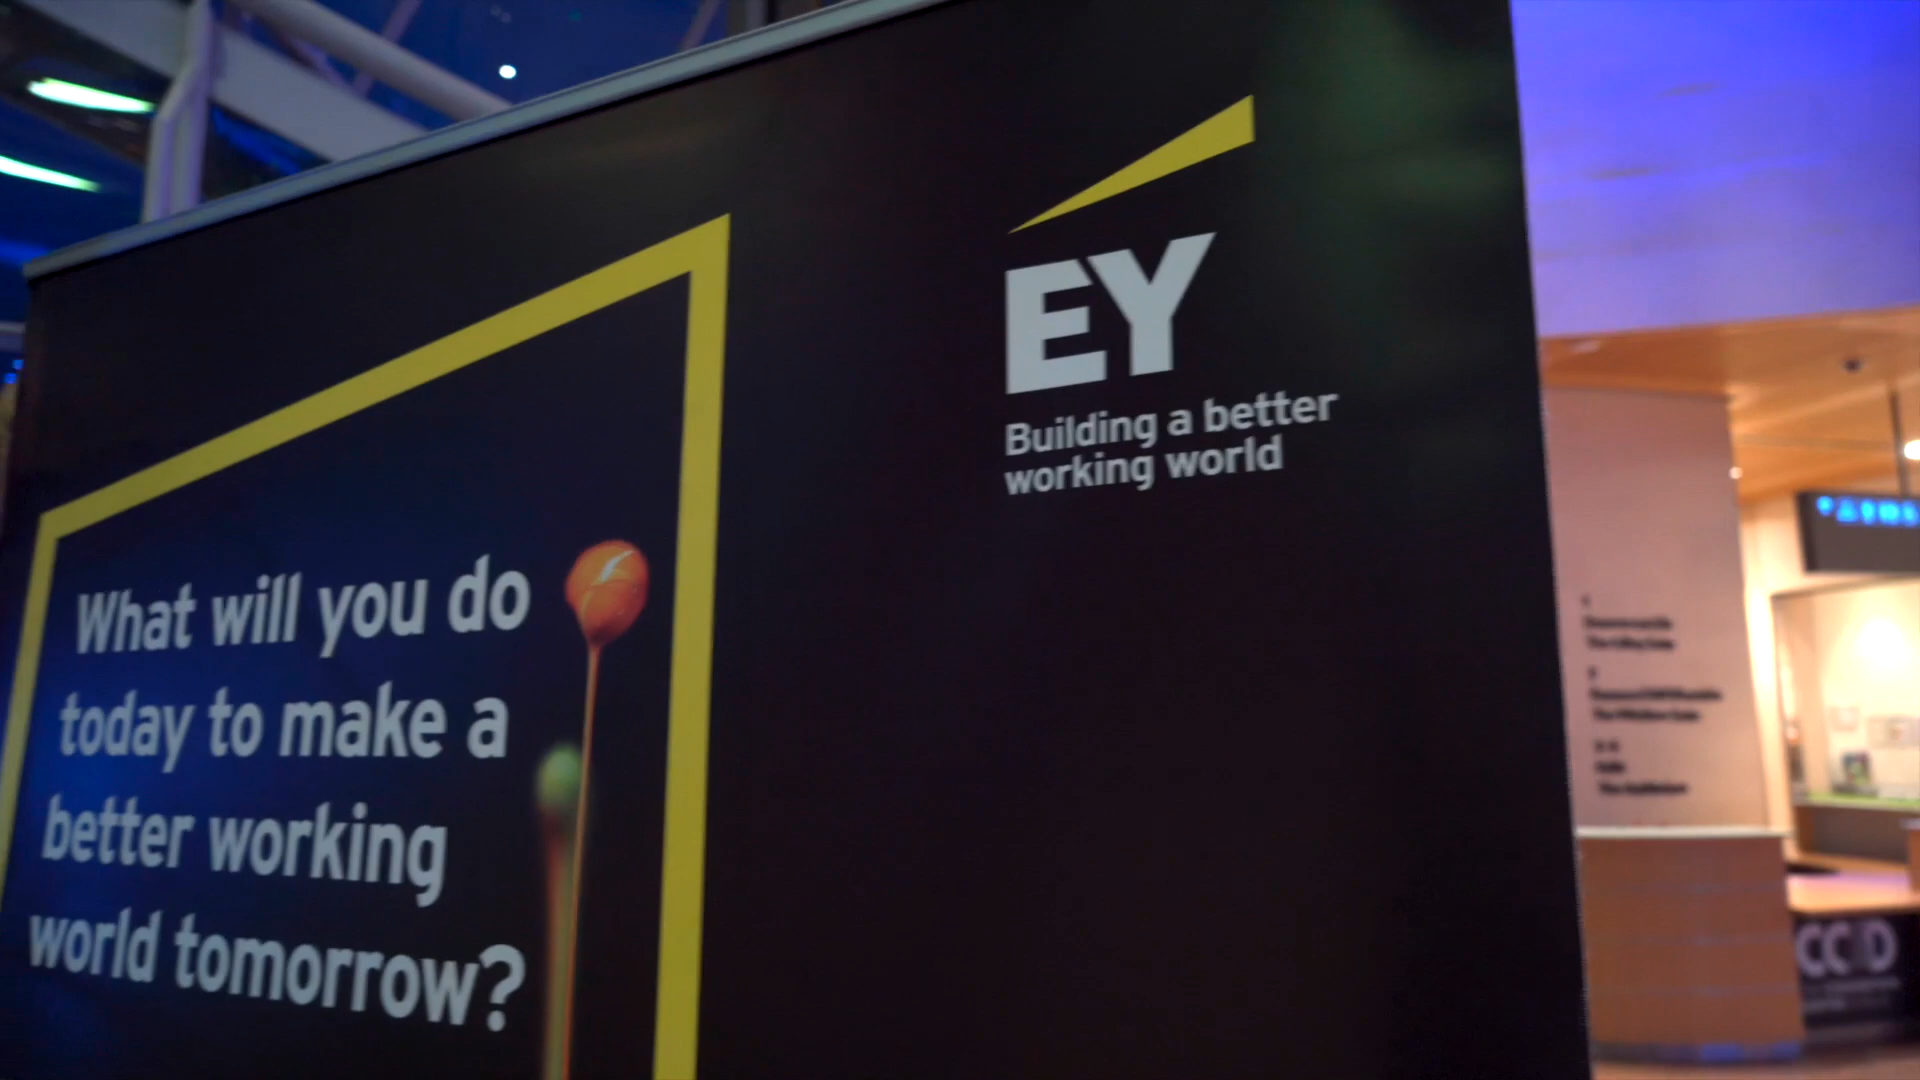 EY
Building a better
working world
What will you do
today to make a
better working
world tomorrow?